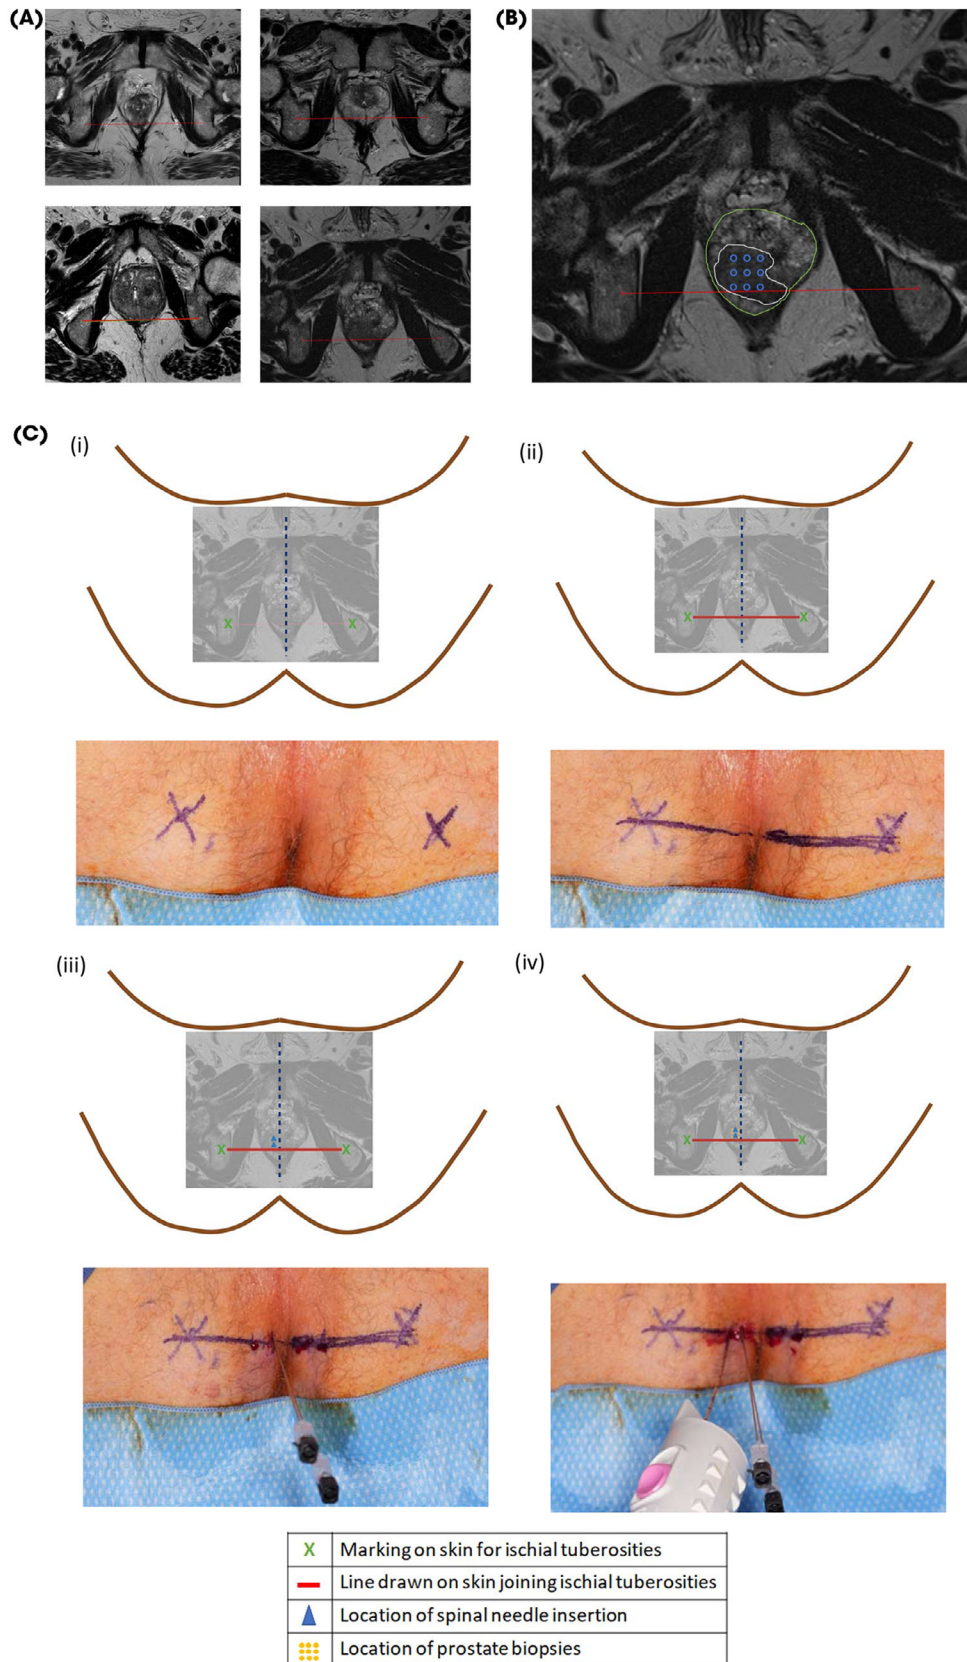 (A)
(B)
(C)
(i)
(ii)
X
X
X
X
(iii)
(iv)
X
X
X
X
X Marking on skin for ischial tuberosities
Line drawn on skin joining ischial tuberosities
Location of spinal needle insertion
Location of prostate biopsies